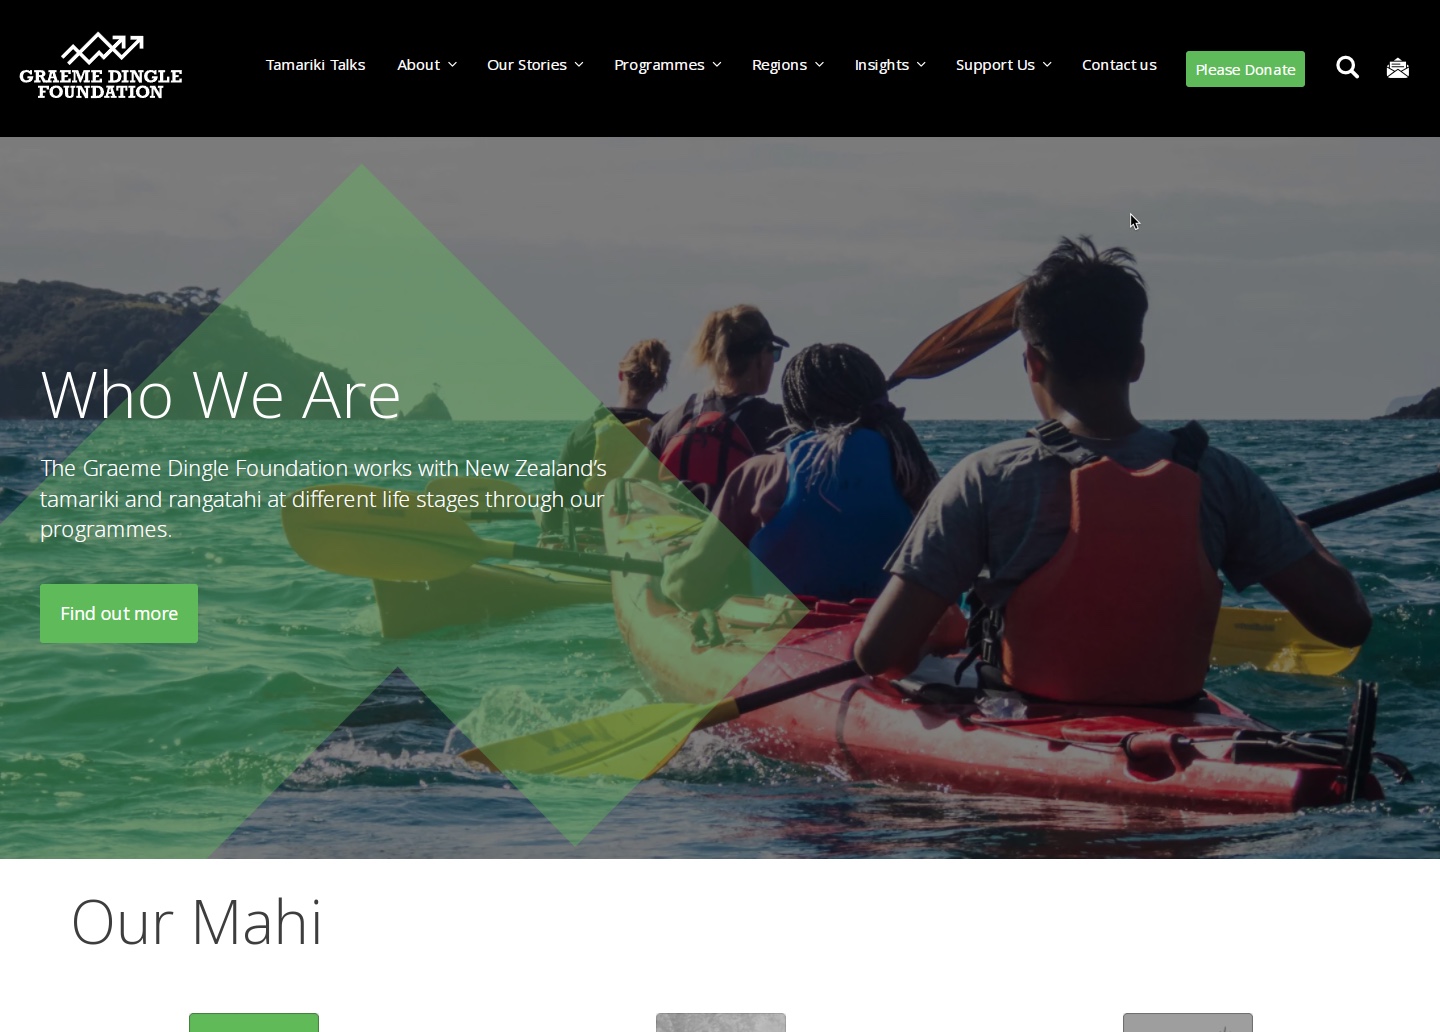 GRAEME DINGLE
FOUNDATION
Tamariki Talks
About
Our Stories
Programmes
Regions
Insights
Support Us
Contact us
Please Donate
Who We Are
The Graeme Dingle Foundation works with New Zealand’s
tamariki and rangatahi at different life stages through our
programmes.
Find out more
Our Mahi